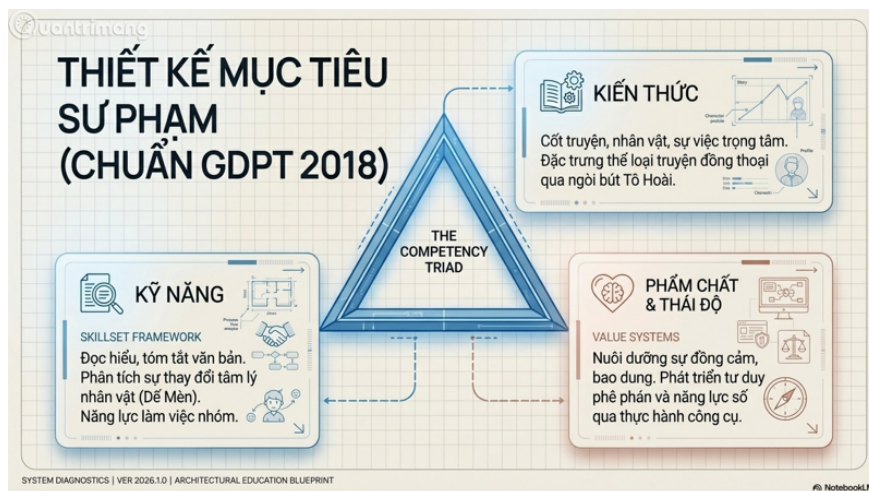 Quantrimang
THIẾT KẾ MỤC TIÊU
SƯ PHẠM
(CHUẨN GDPT 2018)
KIẾN THỨC
Cốt truyện, nhân vật, sự việc trọng tâm.
Đặc trưng thể loại truyện đồng thoại
qua ngòi bút Tô Hoài.
Story
Profile
THE
COMPETENCY
TRIAD
KỸ NĂNG
SKILLSET FRAMEWORK
Đọc hiểu, tóm tắt văn bản.
Phân tích sự thay đổi tâm lý
nhân vật (Dế Mèn).
Năng lực làm việc nhóm.
PHẨM CHẤT
& THÁI ĐỘ
VALUE SYSTEMS
Nuôi dưỡng sự đồng cảm,
bao dung. Phát triển tư duy
phê phán và năng lực số
qua thực hành công cụ.
SYSTEM DIAGNOSTICS | VER 2026.1.0 | ARCHITECTURAL EDUCATION BLUEPRINT
NotebookLM